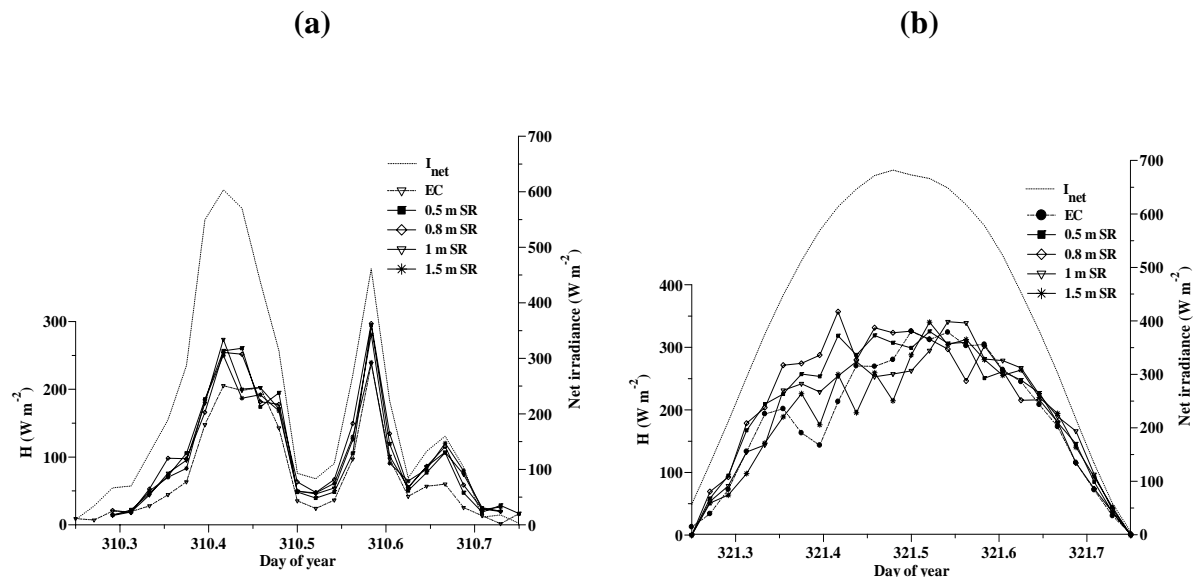 (a)
700
600
500
400
300
200
100
0
Net irradiance (W m-2)
I net
EC
0.5 m SR
0.8 m SR
1 m SR
1.5 m SR
300
200
100
0
H (W m-2)
310.3 310.4 310.5 310.6 310.7
Day of year
(b)
700
600
500
400
300
200
100
0
Net irradiance (W m-2)
I net
EC
0.5 m SR
0.8 m SR
1 m SR
1.5 m SR
400
300
200
100
0
H (W m-2)
321.3 321.4 321.5 321.6 321.7
Day of year